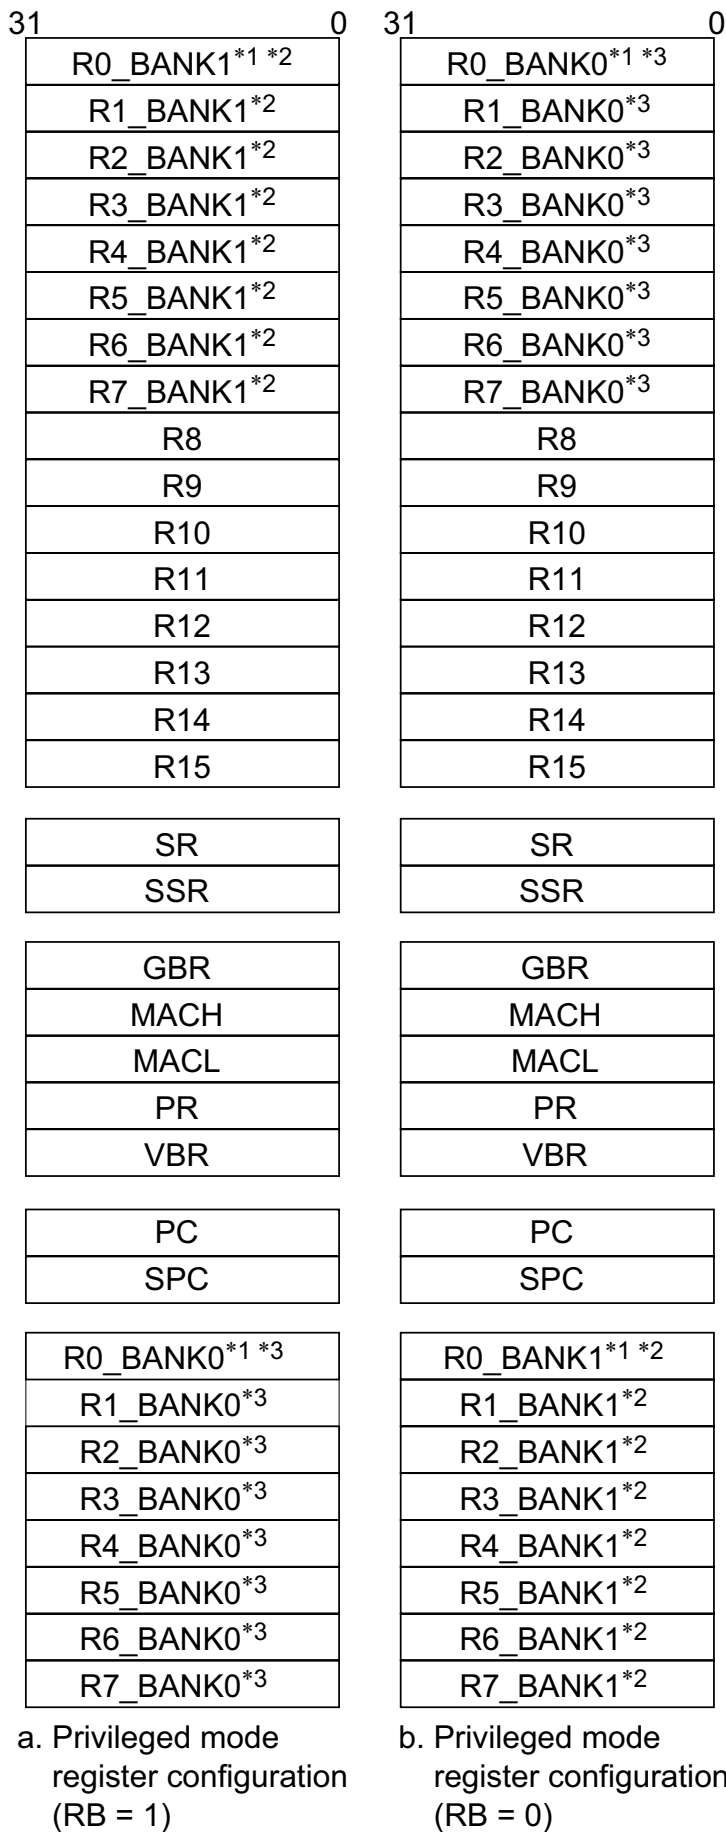 31 0
R0_BANK1*1 *2
R1_BANK1*2
R2_BANK1*2
R3_BANK1*2
R4_BANK1*2
R5_BANK1*2
R6_BANK1*2
R7_BANK1*2
R8
R9
R10
R11
R12
R13
R14
R15
SR
SSR
GBR
MACH
MACL
PR
VBR
PC
SPC
R0_BANK0*1 *3
R1_BANK0*3
R2_BANK0*3
R3_BANK0*3
R4_BANK0*3
R5_BANK0*3
R6_BANK0*3
R7_BANK0*3
a. Privileged mode
register configuration
(RB = 1)
31 0
R0_BANK0*1 *3
R1_BANK0*3
R2_BANK0*3
R3_BANK0*3
R4_BANK0*3
R5_BANK0*3
R6_BANK0*3
R7_BANK0*3
R8
R9
R10
R11
R12
R13
R14
R15
SR
SSR
GBR
MACH
MACL
PR
VBR
PC
SPC
R0_BANK1*1 *2
R1_BANK1*2
R2_BANK1*2
R3_BANK1*2
R4_BANK1*2
R5_BANK1*2
R6_BANK1*2
R7_BANK1*2
b. Privileged mode
register configuration
(RB = 0)